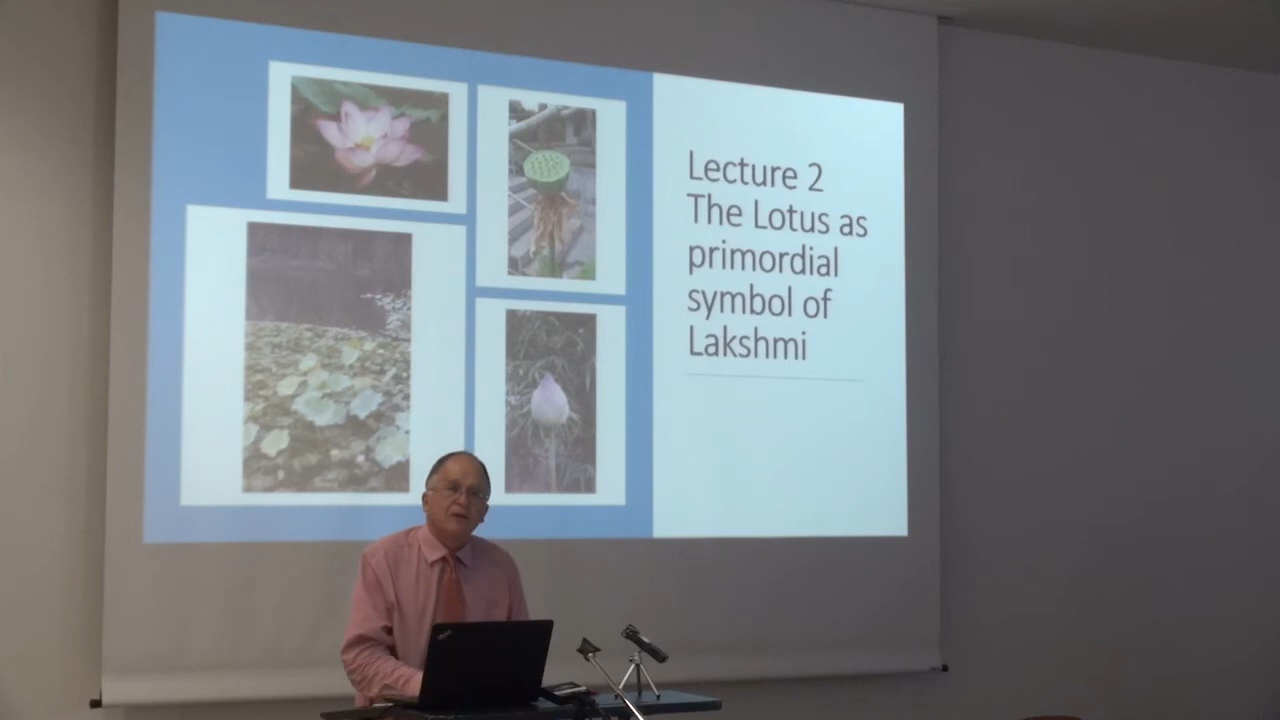 Lecture 2
The Lotus as
primordial
symbol of
Lakshmi